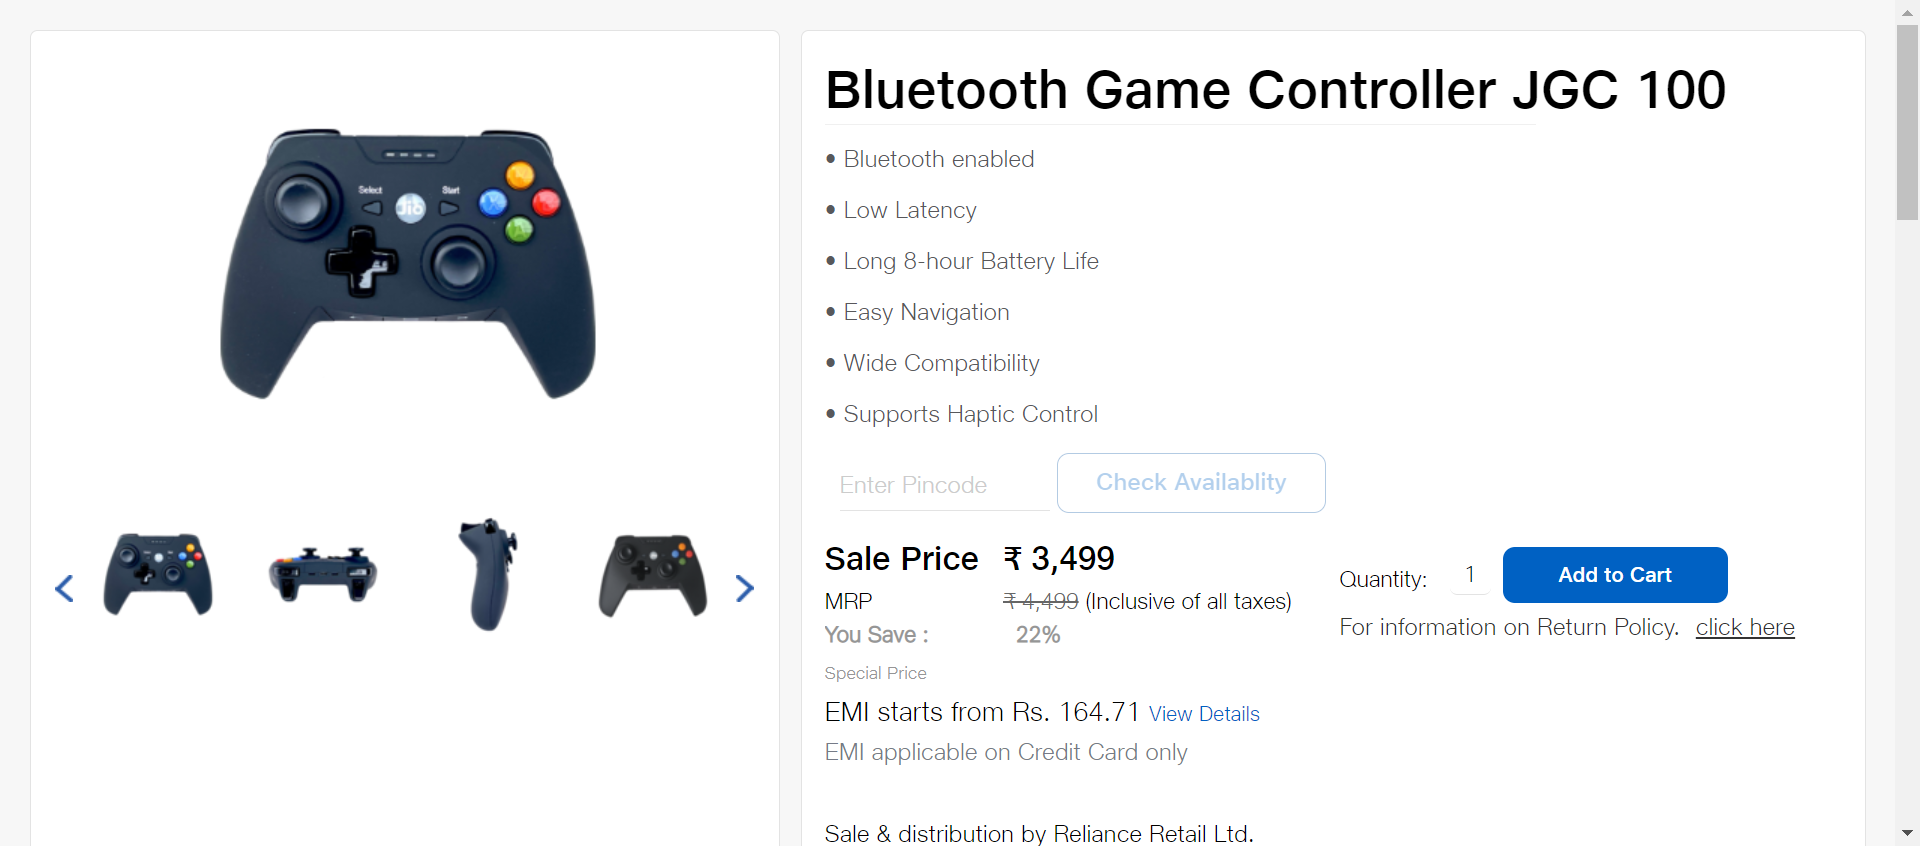 Select Start
Jio
Bluetooth Game Controller JGC 100
• Bluetooth enabled
• Low Latency
• Long 8-hour Battery Life
• Easy Navigation
• Wide Compatibility
• Supports Haptic Control
Enter Pincode Check Availablity
Sale Price ₹ 3,499
MRP ₹ 4,499 (Inclusive of all taxes)
You Save : 22%
Special Price
Quantity: 1 Add to Cart
For information on Return Policy. click here
EMI starts from Rs. 164.71 View Details
EMI applicable on Credit Card only
Sale & distribution by Reliance Retail Ltd.